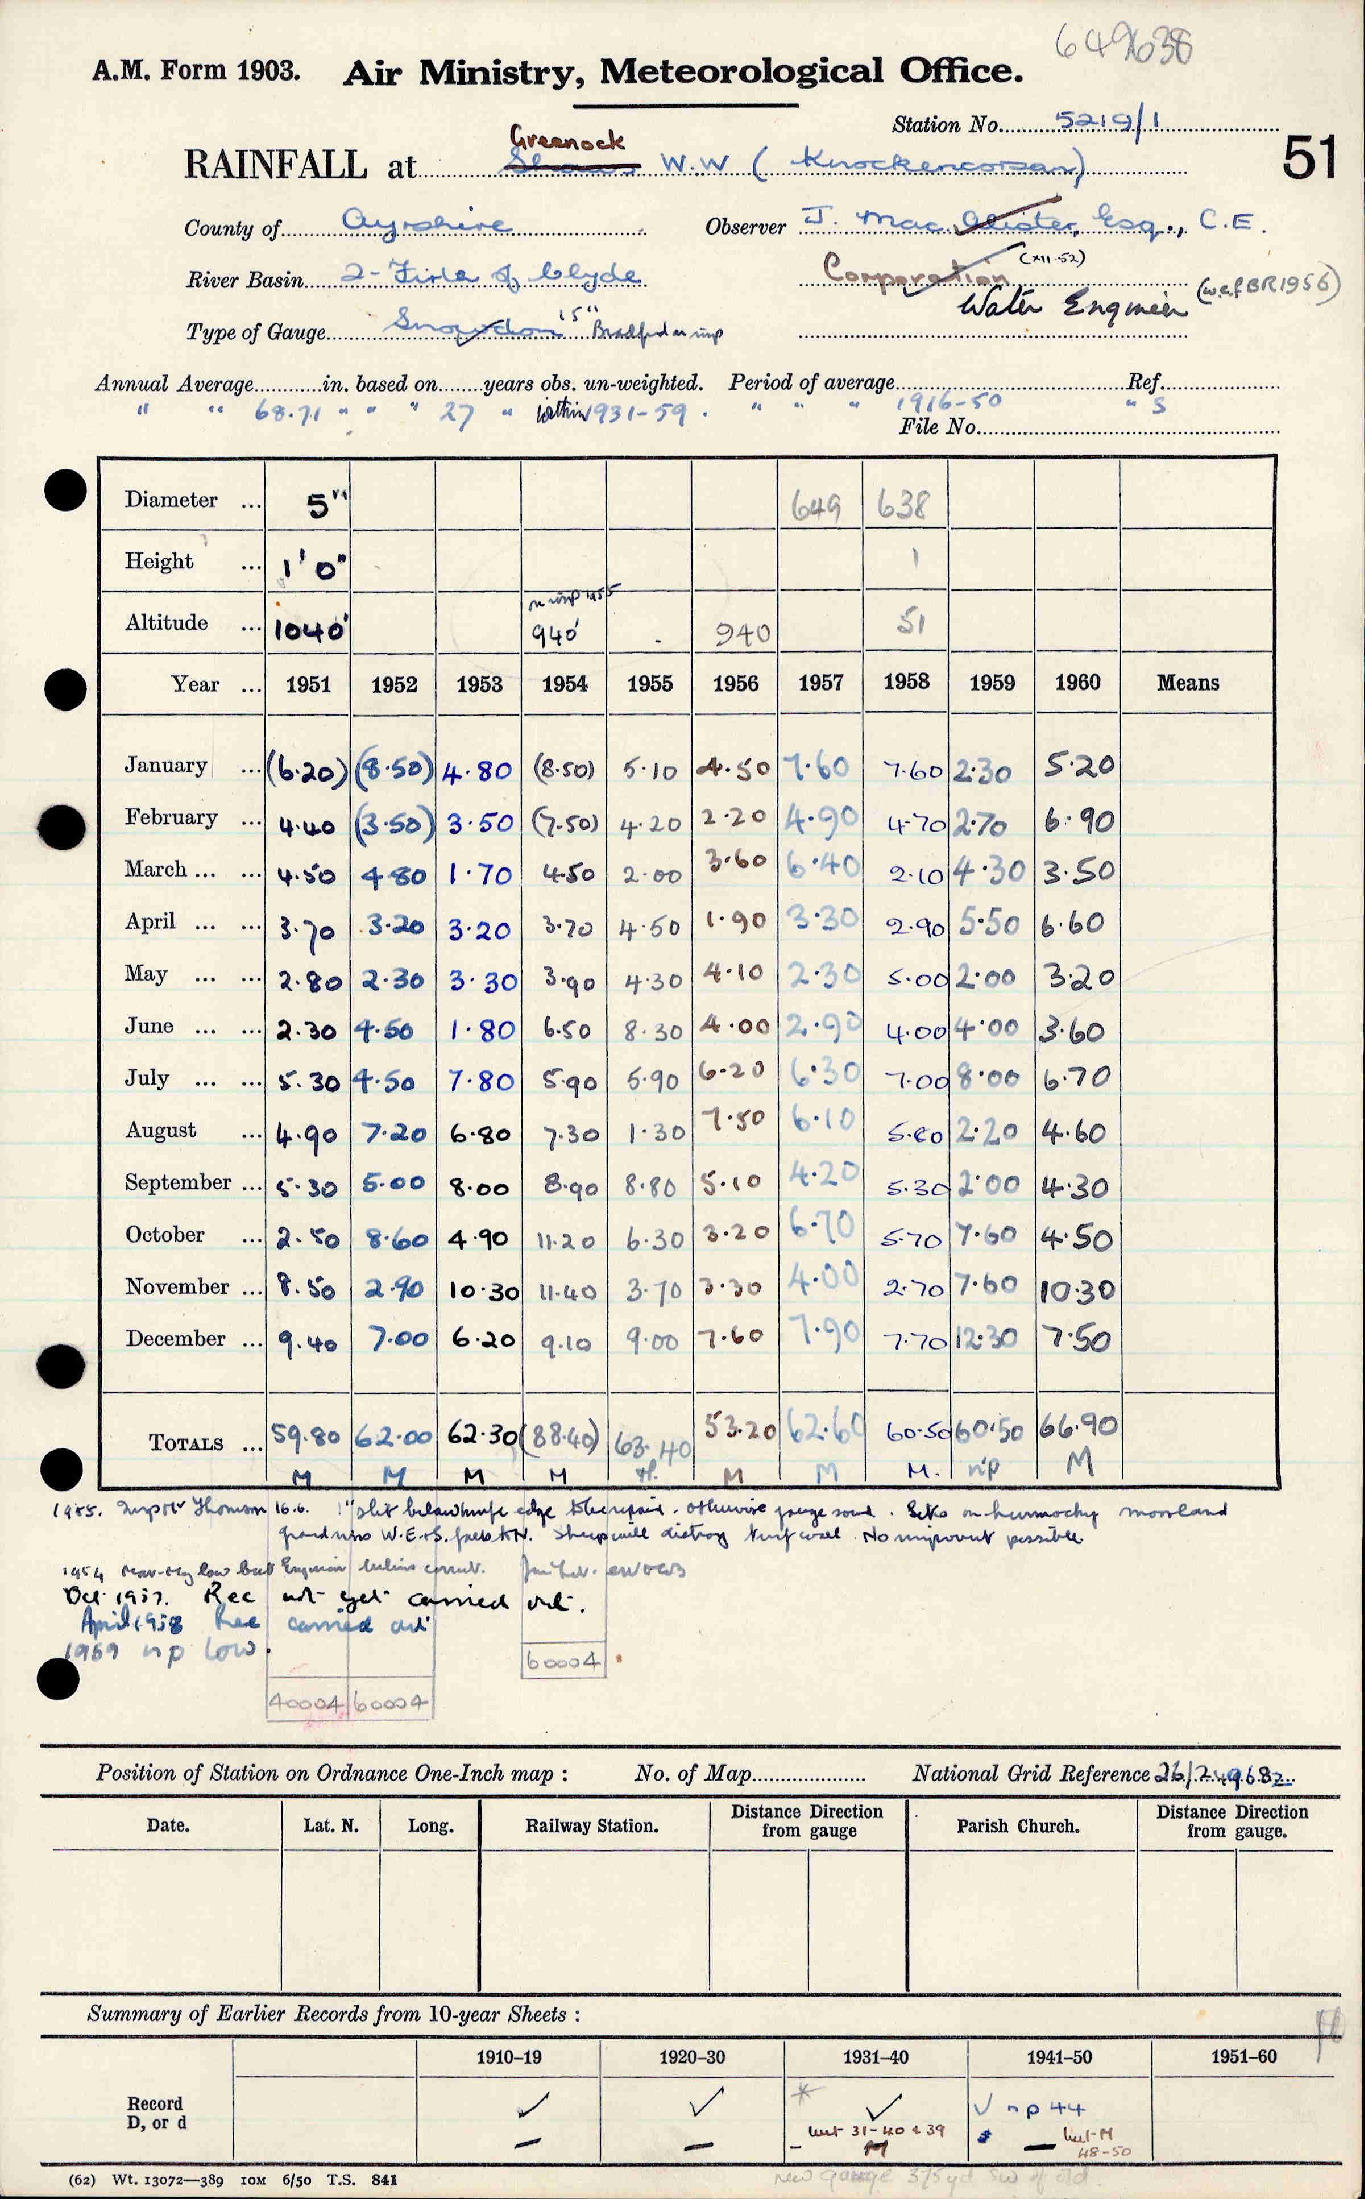 649638
A.M. Form 1903. Air Ministry, Meteorological Office.
Station No. 5219/1
51
Greenock
RAINFALL at Shaws W.W ( Knockencorsan)
County of Ayrshire Observer J. Mac Alister, Esq., C.E.
River Basin 2-Firth of Clyde Corporation (XII-52)
Water Engineer (w.e.f BR1956)
Type of Gauge Snowdon 5" Bradford
Annual Average in. based on years obs. un-weighted. Period of average Ref.
" " 68.71 " " " 27 " within 1931-59. " " " 1916-50 " S
File No.
Diameter ... 5" 649 638
Height ... 1' 0" 1
Altitude ... 1040' 940' 940 51
Year ... 1951 1952 1953 1954 1955 1956 1957 1958 1959 1960 Means
January ... (6.20) (8.50) 4.80 (8.50) 5.10 4.50 7.60 7.60 2.30 5.20
February ... 4.40 (3.50) 3.50 (7.50) 4.20 2.20 4.90 4.70 2.70 6.90
March ... ... 4.50 4.80 1.70 4.50 2.00 3.60 6.40 2.10 4.30 3.50
April ... ... 3.70 3.20 3.20 3.70 4.50 1.90 3.30 2.90 5.50 6.60
May ... ... 2.80 2.30 3.30 3.90 4.30 4.10 2.30 5.00 2.00 3.20
June ... ... 2.30 4.50 1.80 6.50 8.30 4.00 2.90 4.00 4.00 3.60
July ... ... 5.30 4.50 7.80 5.90 5.90 6.20 6.30 7.00 8.00 6.70
August ... 4.90 7.20 6.80 7.30 1.30 7.50 6.10 5.80 2.20 4.60
September ... 5.30 5.00 8.00 8.90 8.80 5.10 4.20 5.30 2.00 4.30
October ... 2.50 8.60 4.90 11.20 6.30 3.20 6.70 5.70 7.60 4.50
November ... 8.50 2.90 10.30 11.40 3.70 3.30 4.00 2.70 7.60 10.30
December ... 9.40 7.00 6.20 9.10 9.00 7.60 7.90 7.70 12.30 7.50
TOTALS ... 59.80 62.00 62.30 (88.40) 63.40 53.20 62.60 60.50 60.50 66.90
M M M M M M M np M
1955. Thomson 16.6. 1" slit below knife edge otherwise gauge sound. moorland
W.E. Sheep will destroy turf wall. No improvement possible
1954 low but Engineer correct.
Oct 1957. Rec not yet carried out.
April 1958 Rec carried out
1959 np low.
60004
40004 60004
Position of Station on Ordnance One-Inch map : No. of Map National Grid Reference 26/249682
Date. Lat. N. Long. Railway Station. Distance Direction from gauge Parish Church. Distance Direction from gauge.
Summary of Earlier Records from 10-year Sheets :
1910–19 1920–30 1931–40 1941–50 1951–60
Record D, or d ✓ ✓ * ✓ ✓ np 44
– – – but 31-40 & 39 M – but M 48-50
(62) Wt. 13072—389 10M 6/50 T.S. 841
New Gauge 375 yd SW of old